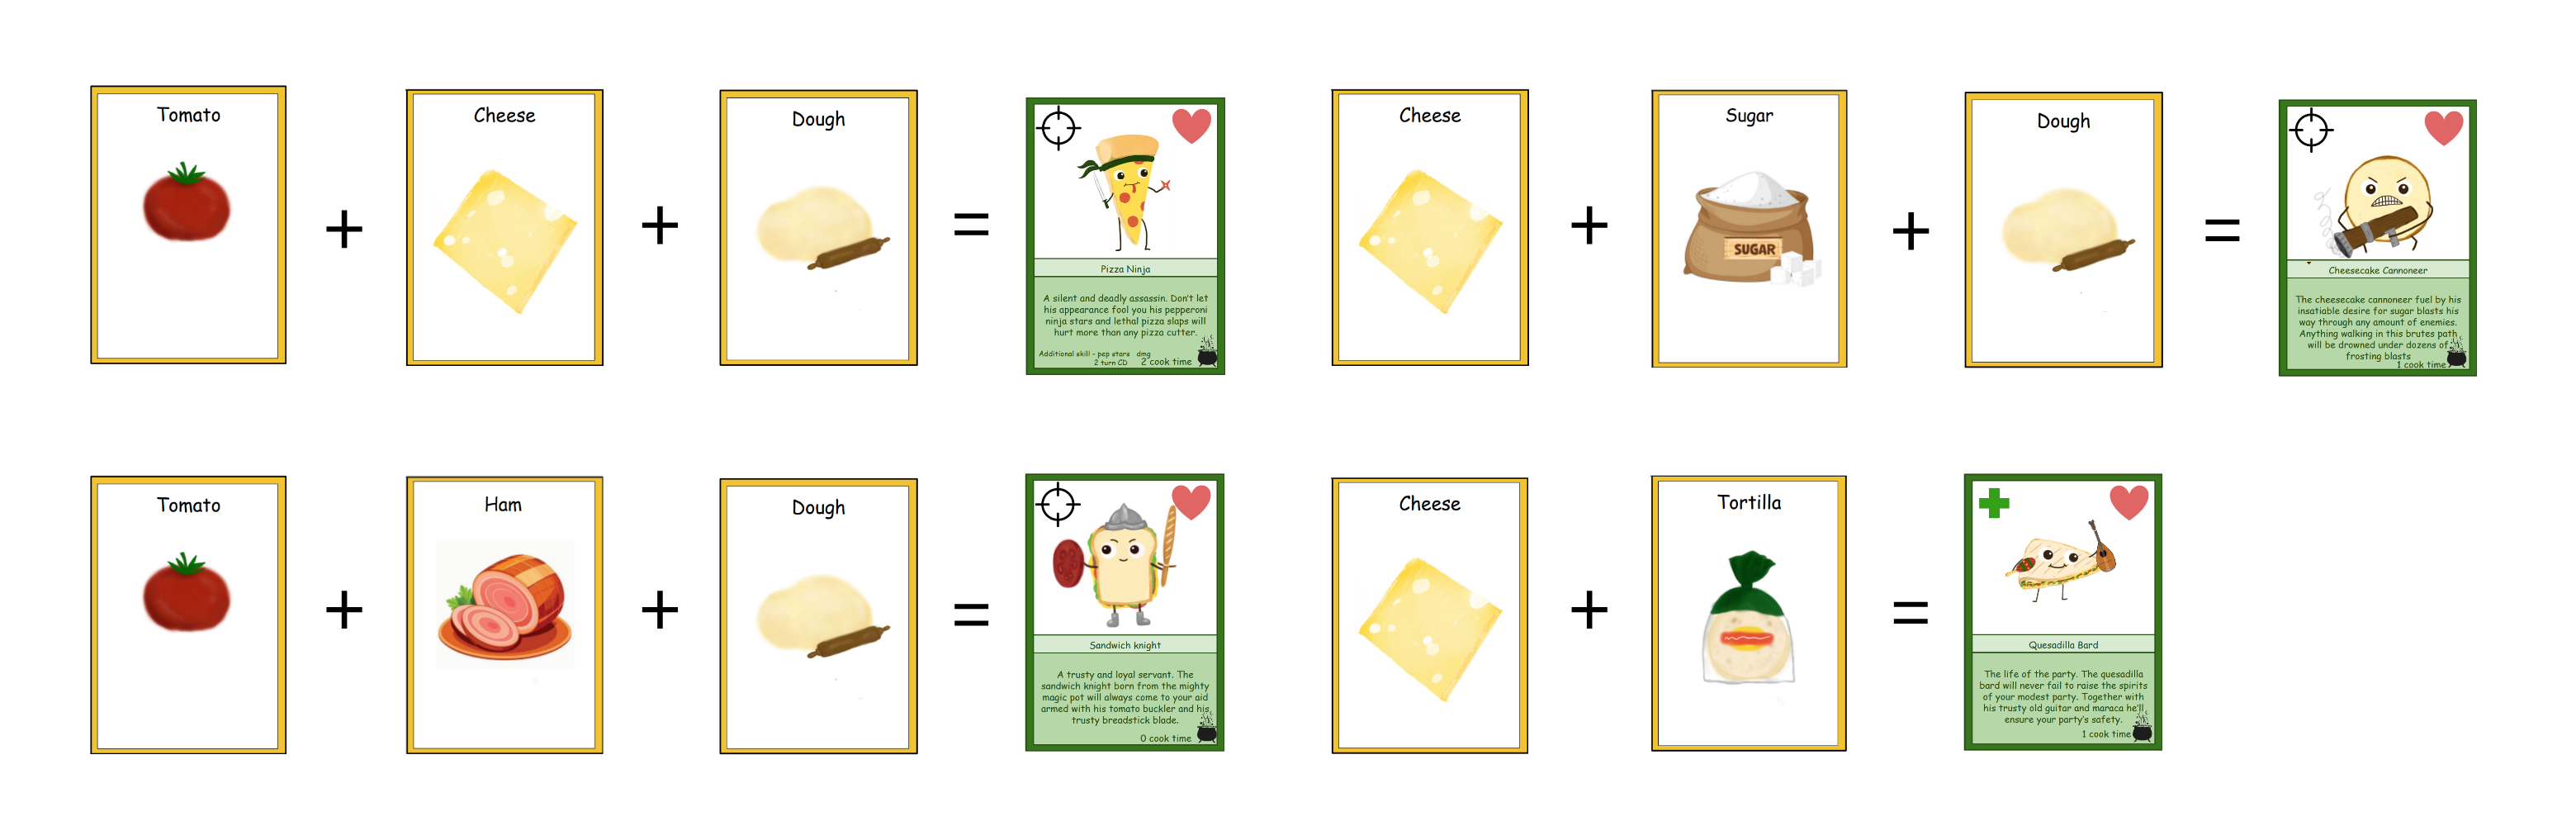 Tomato
+
Cheese
+
Dough
=
Pizza Ninja
A silent and deadly assassin. Don't let
his appearance fool you his pepperoni
ninja stars and lethal pizza slaps will
hurt more than any pizza cutter.
Additional skill - pep stars dmg
2 turn CD 2 cook time
Cheese
+
Sugar
SUGAR
+
Dough
=
Cheesecake Cannoneer
The cheesecake cannoneer fuel by his
insatiable desire for sugar blasts his
way through any amount of enemies.
Anything walking in this brutes path
will be drowned under dozens of
frosting blasts
1 cook time
Tomato
+
Ham
+
Dough
=
Sandwich knight
A trusty and loyal servant. The
sandwich knight born from the mighty
magic pot will always come to your aid
armed with his tomato buckler and his
trusty breadstick blade.
0 cook time
Cheese
+
Tortilla
=
Quesadilla Bard
The life of the party. The quesadilla
bard will never fail to raise the spirits
of your modest party. Together with
his trusty old guitar and maraca he'll
ensure your party's safety.
1 cook time